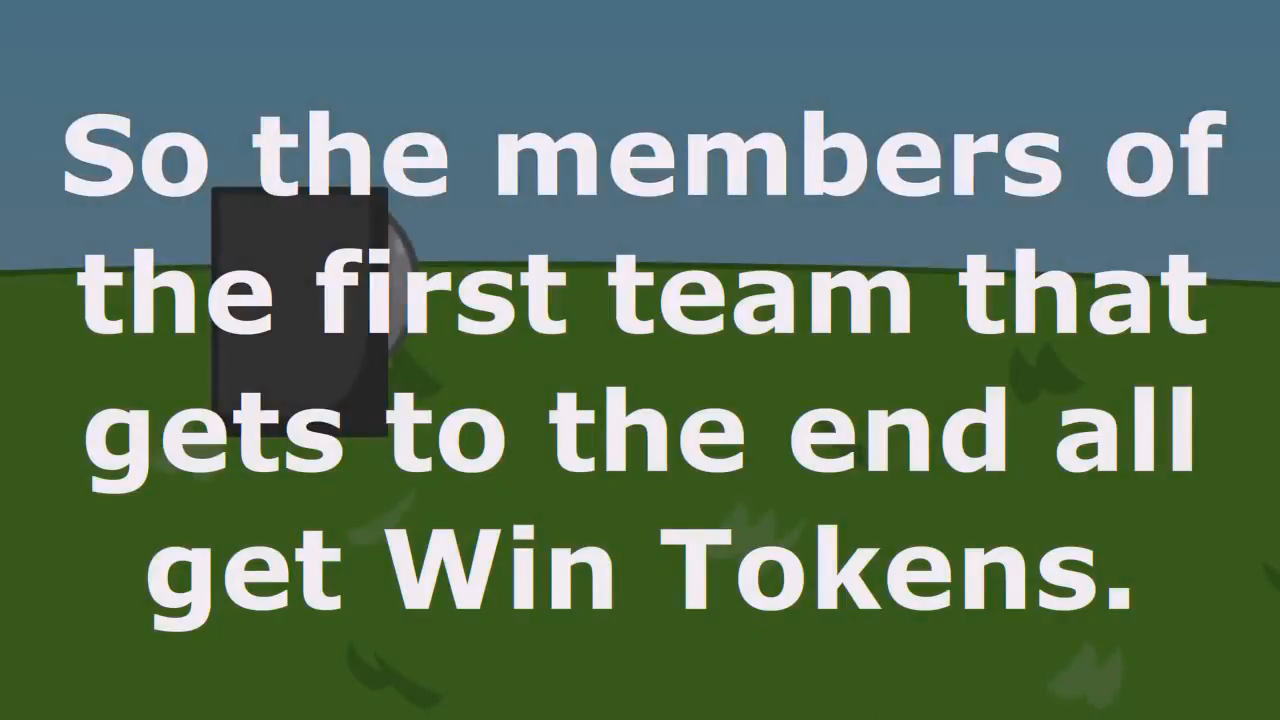 So the members of
the first team that
gets to the end all
get Win Tokens.